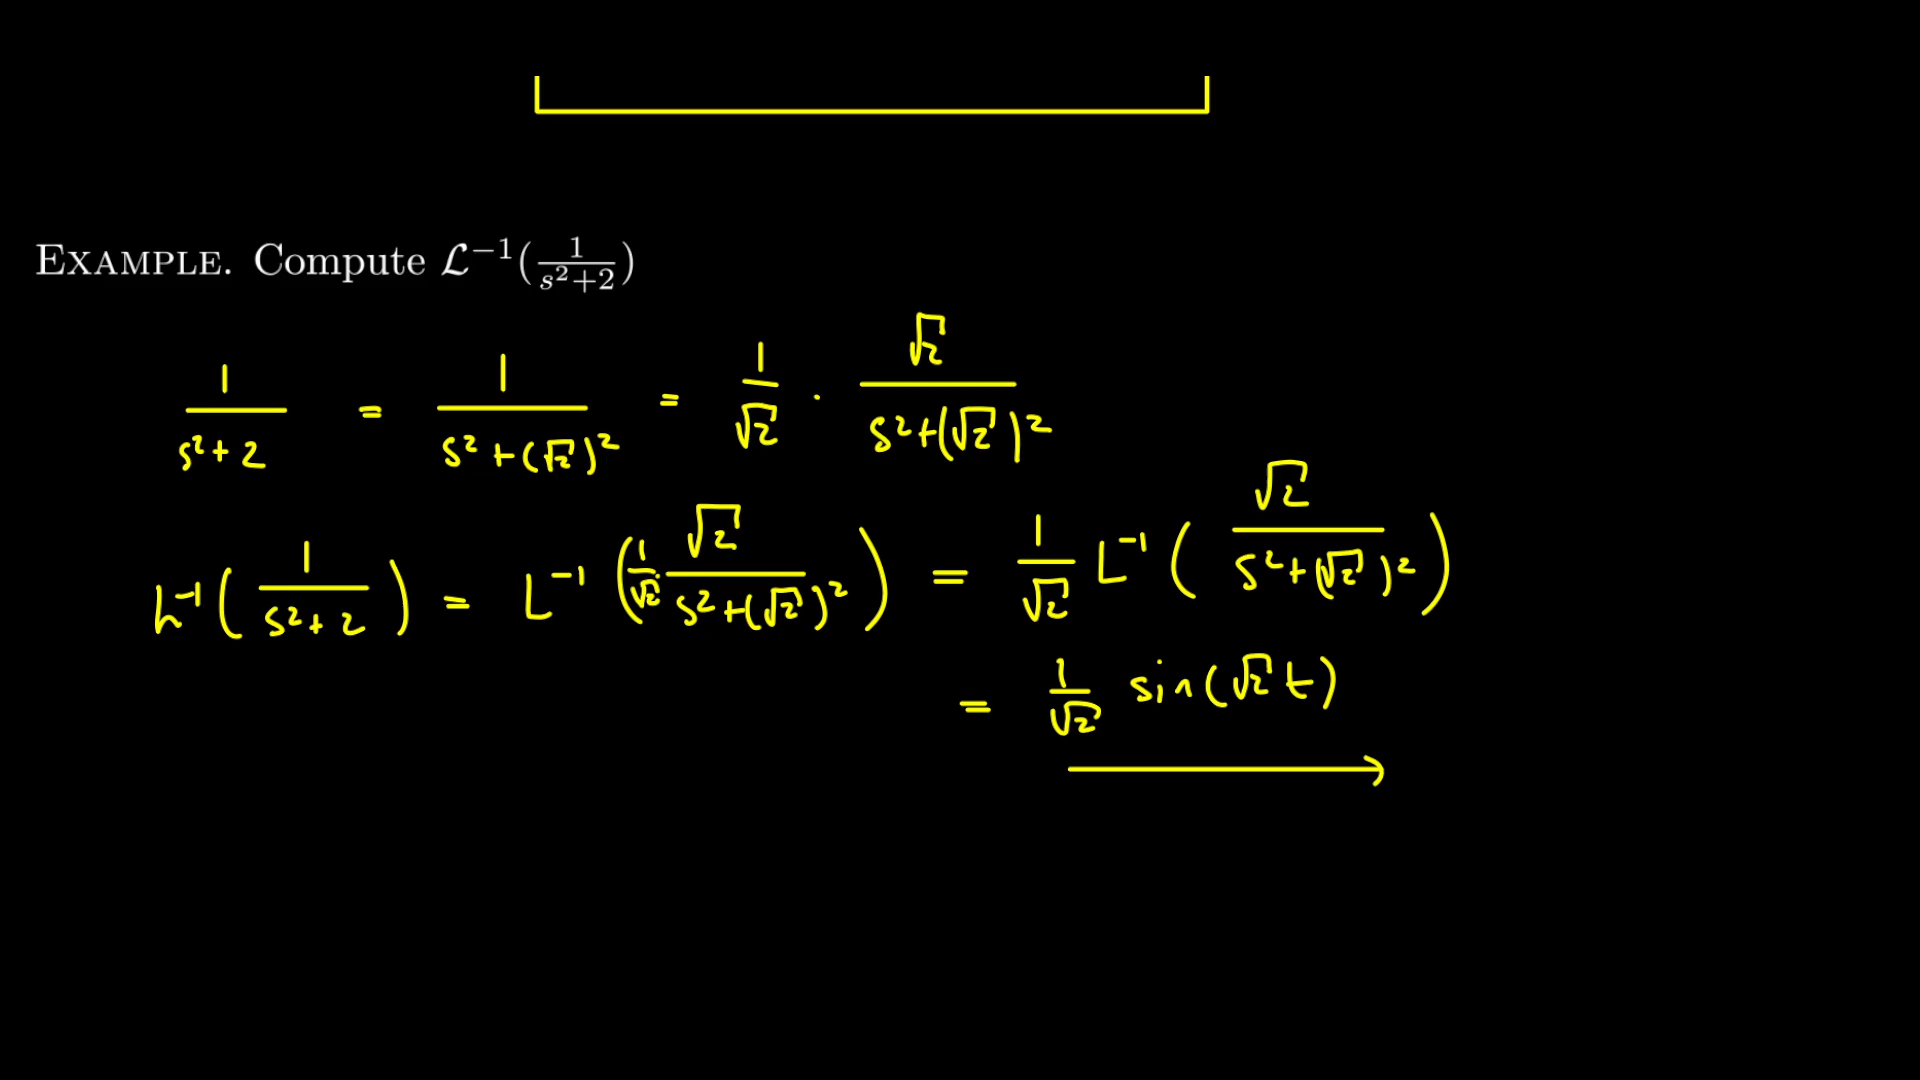 EXAMPLE. Compute ℒ⁻¹(1/(s²+2))
1/(s²+2) = 1/(s²+(√2)²) = 1/√2 · √2/(s²+(√2)²)
L⁻¹(1/(s²+2)) = L⁻¹(1/√2 · √2/(s²+(√2)²)) = 1/√2 L⁻¹(√2/(s²+(√2)²))
= 1/√2 sin(√2 t)